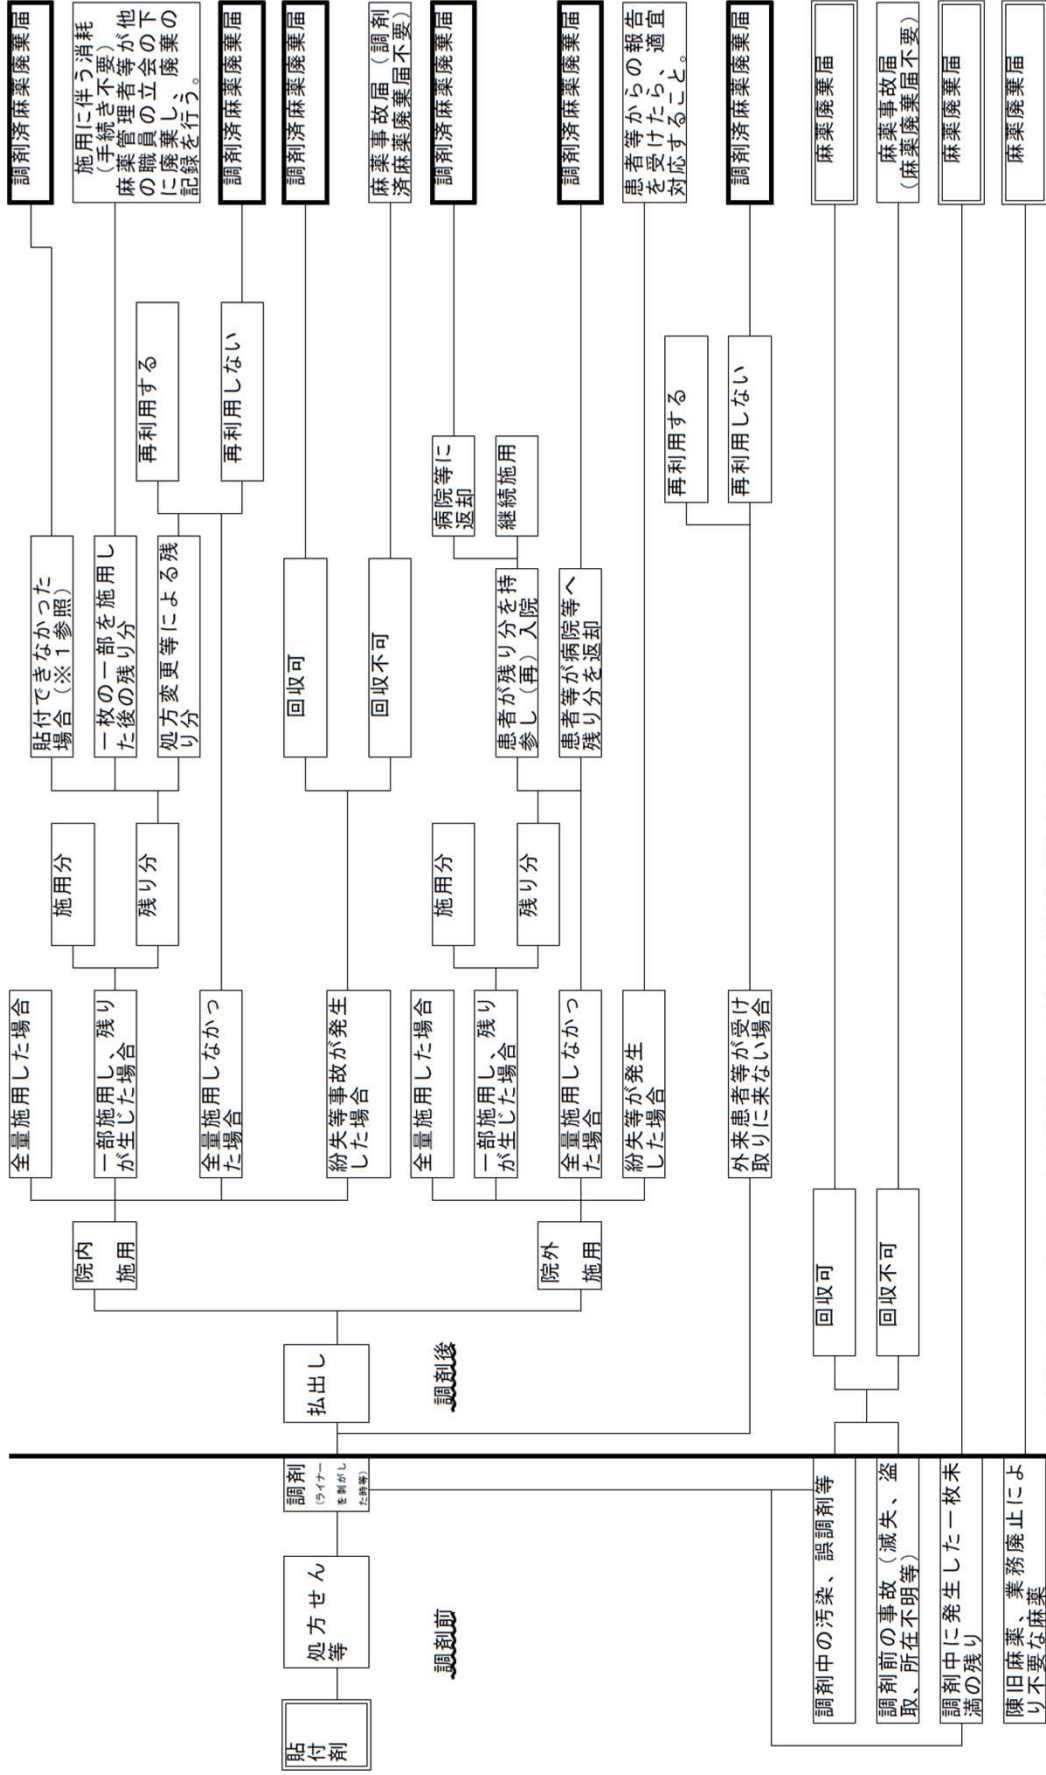 貼付
剤
処方せん
等
調剤
(ライナー
を剥がし
た時等)
調剤前
調剤後
払出し
院内
施用
全量施用した場合
一部施用し、残り
が生じた場合
全量施用しなかっ
た場合
紛失等事故が発生
した場合
施用分
残り分
貼付できなかった
場合(※1参照)
一枚の一部を施用し
た後の残り分
処方変更等による残
り分
再利用する
再利用しない
回収可
回収不可
調剤済麻薬廃棄届
施用に伴う消耗
(手続き不要)
麻薬管理者等が他
の職員の立会の下
に廃棄し、廃棄の
記録を行う。
調剤済麻薬廃棄届
調剤済麻薬廃棄届
麻薬事故届(調剤
済麻薬廃棄届不要)
院外
施用
全量施用した場合
一部施用し、残り
が生じた場合
全量施用しなかっ
た場合
紛失等が発生
した場合
外来患者等が受け
取りに来ない場合
施用分
残り分
患者が残り分を持
参し(再)入院
患者等が病院等へ
残り分を返却
病院等に
返却
継続施用
再利用する
再利用しない
調剤済麻薬廃棄届
調剤済麻薬廃棄届
患者等からの報告
を受けたら、適宜
対応すること。
調剤済麻薬廃棄届
調剤中の汚染、誤調剤等
調剤前の事故(滅失、盗
取、所在不明等)
調剤中に発生した一枚未
満の残り
陳旧麻薬、業務廃止によ
り不要な麻薬
回収可
回収不可
麻薬廃棄届
麻薬事故届
(麻薬廃棄届不要)
麻薬廃棄届
麻薬廃棄届